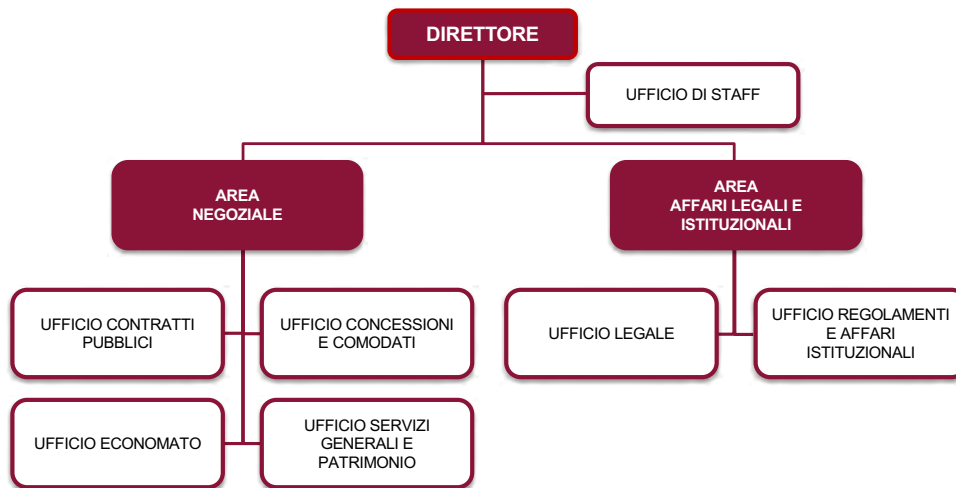 DIRETTORE
UFFICIO DI STAFF
AREA
NEGOZIALE
AREA
AFFARI LEGALI E
ISTITUZIONALI
UFFICIO CONTRATTI
PUBBLICI
UFFICIO CONCESSIONI
E COMODATI
UFFICIO LEGALE
UFFICIO REGOLAMENTI
E AFFARI
ISTITUZIONALI
UFFICIO ECONOMATO
UFFICIO SERVIZI
GENERALI E
PATRIMONIO